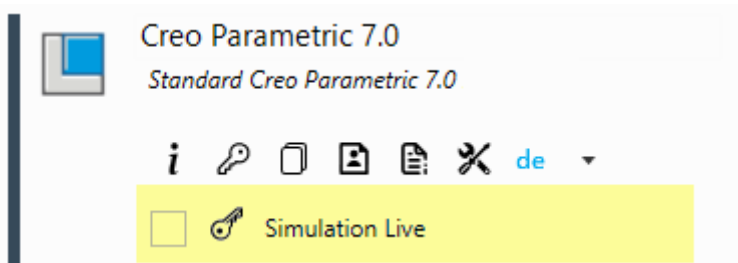 Creo Parametric 7.0
Standard Creo Parametric 7.0
i de
Simulation Live